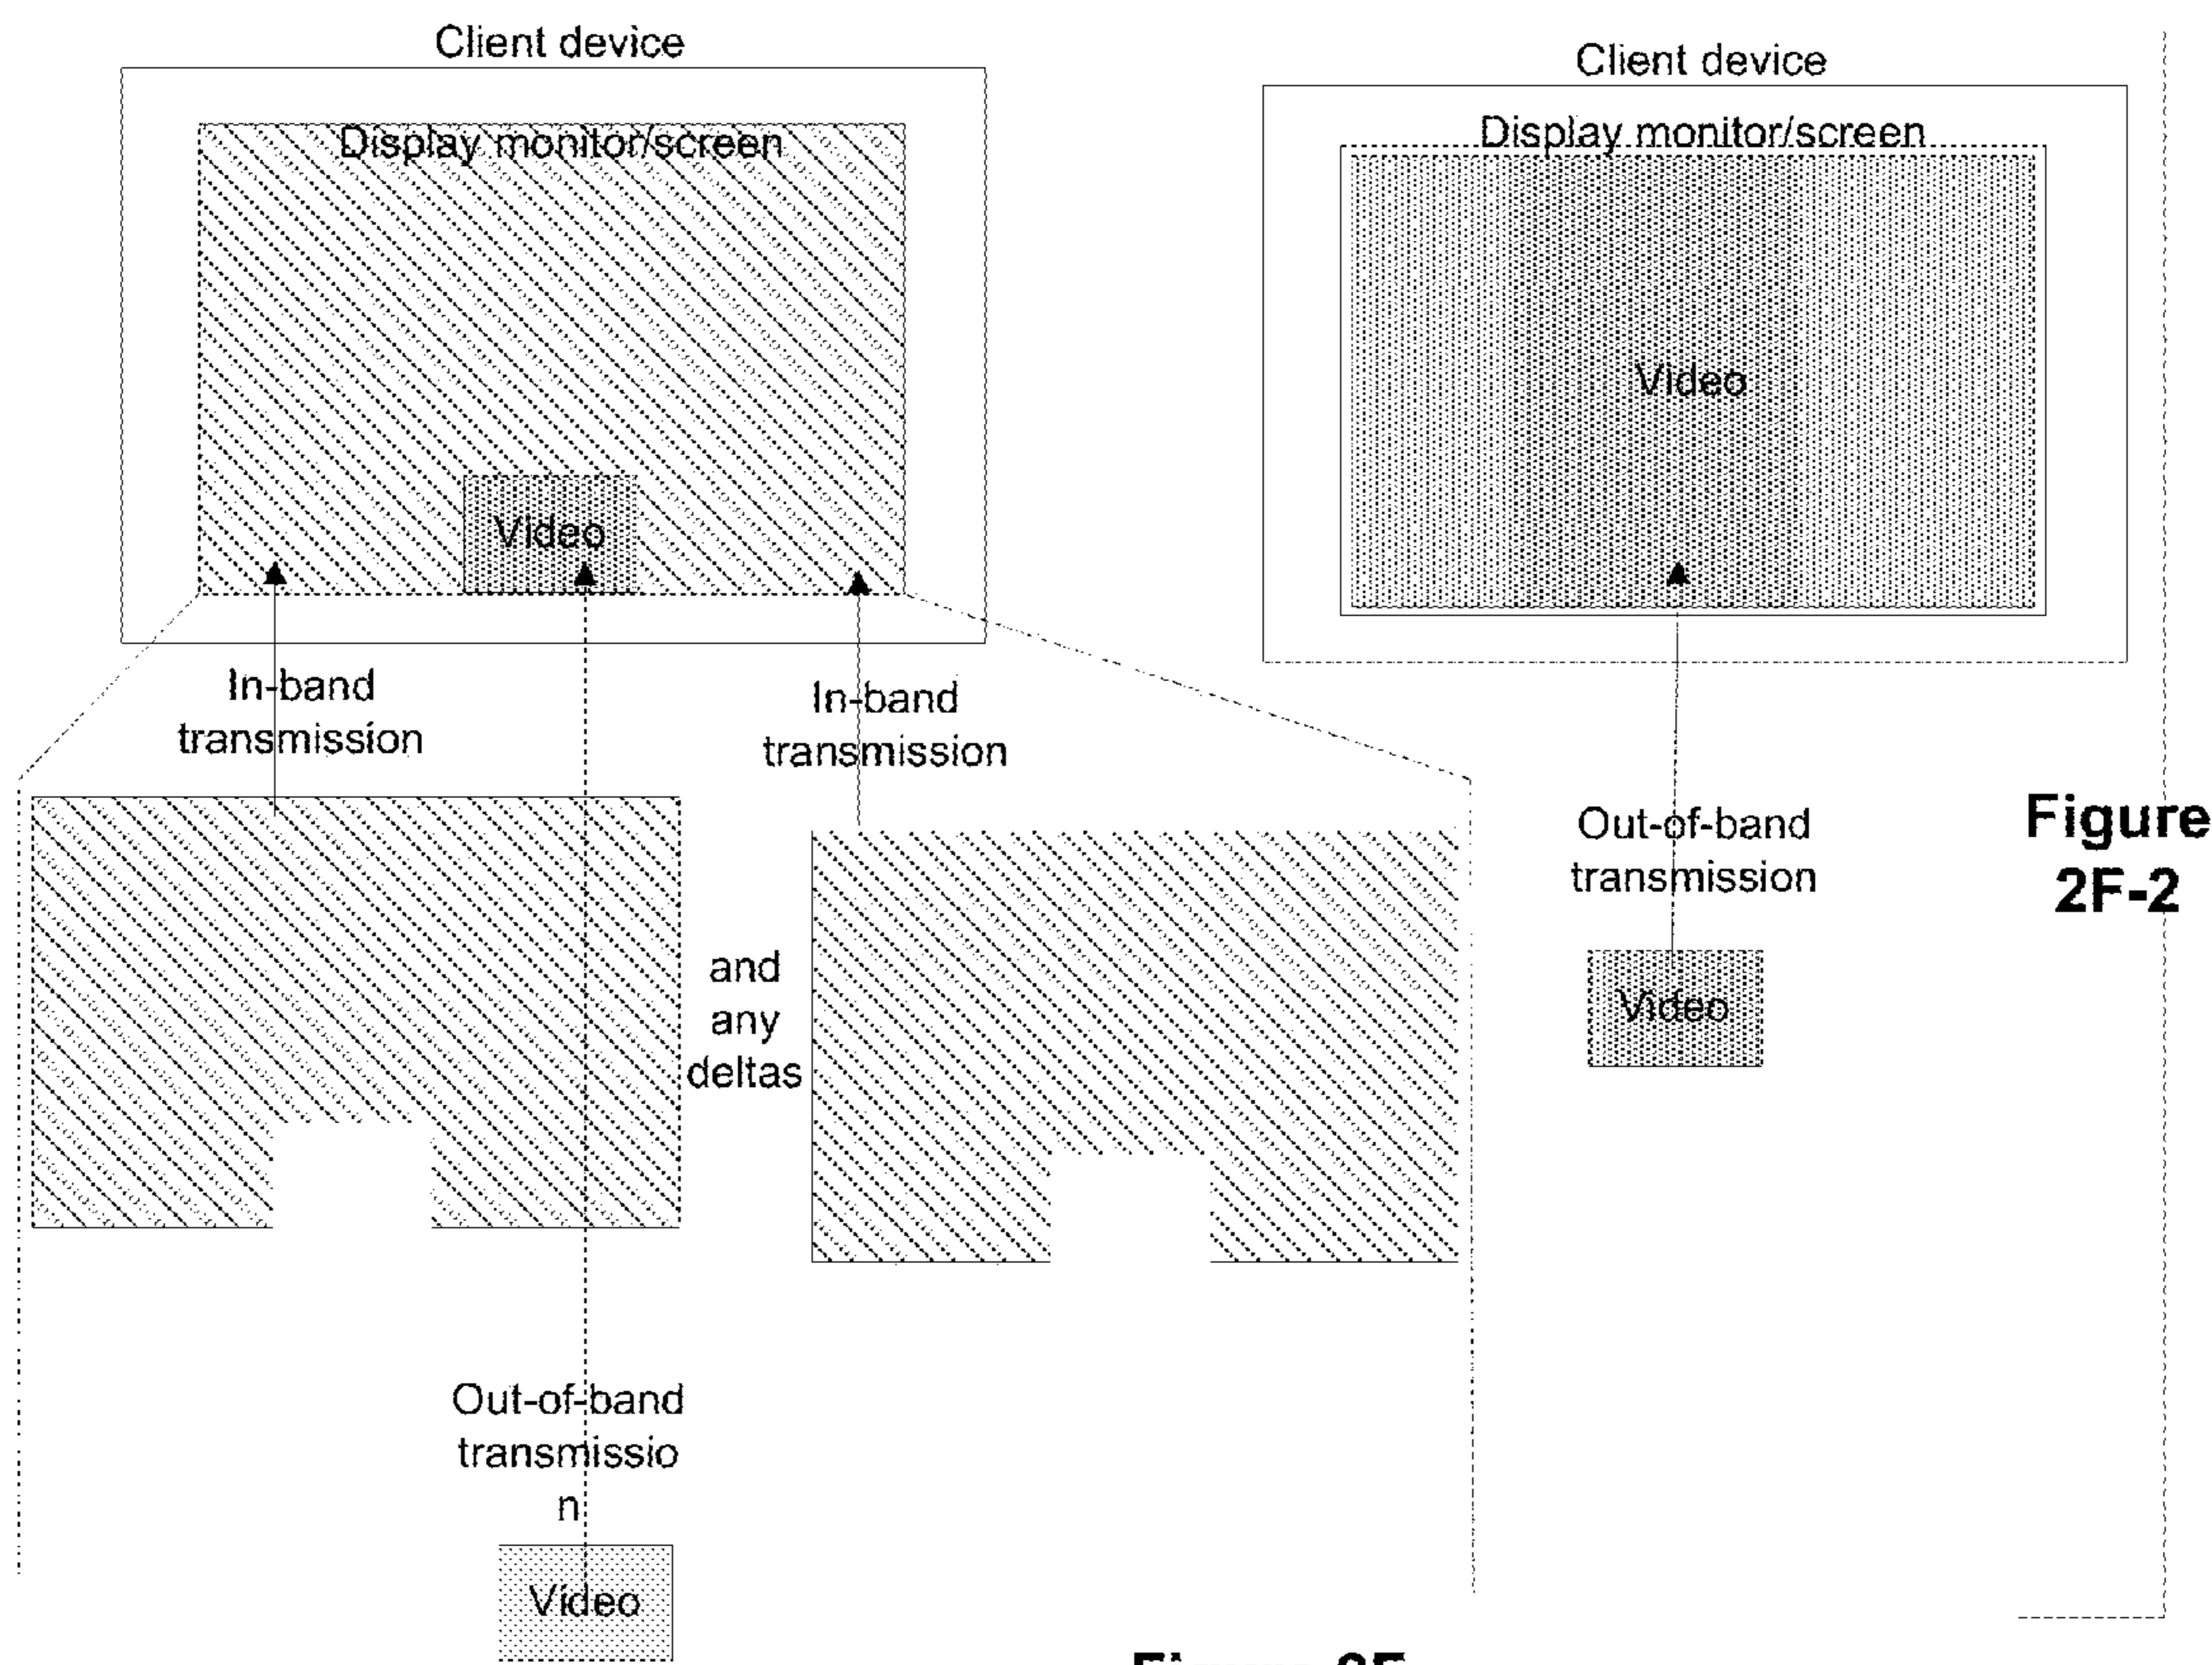 Client device
Display monitor/screen
Video
In-band
transmission
In-band
transmission
and
any
deltas
Out-of-band
transmissio
n
Video
Client device
Display monitor/screen
Video
Out-of-band
transmission
Video
Figure
2F-2